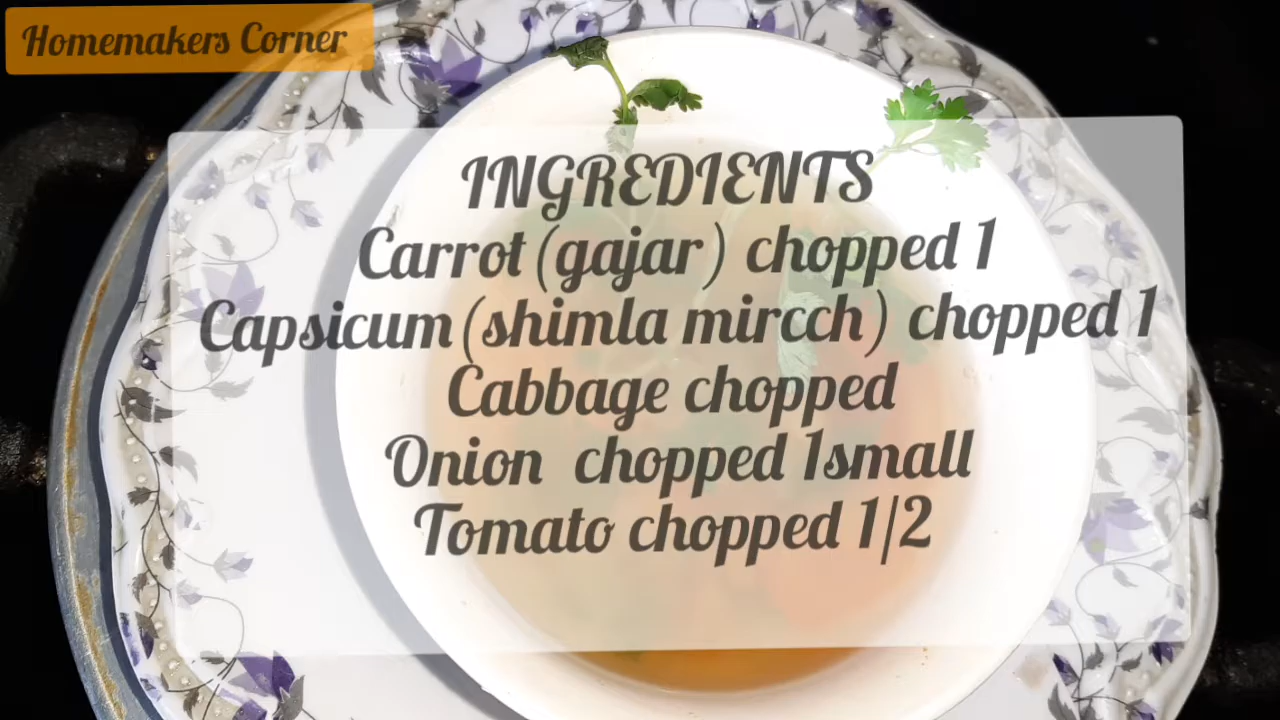 Homemakers Corner
INGREDIENTS
Carrot (gajar) chopped 1
Capsicum (shimla mircch) chopped 1
Cabbage chopped
Onion chopped 1small
Tomato chopped 1/2